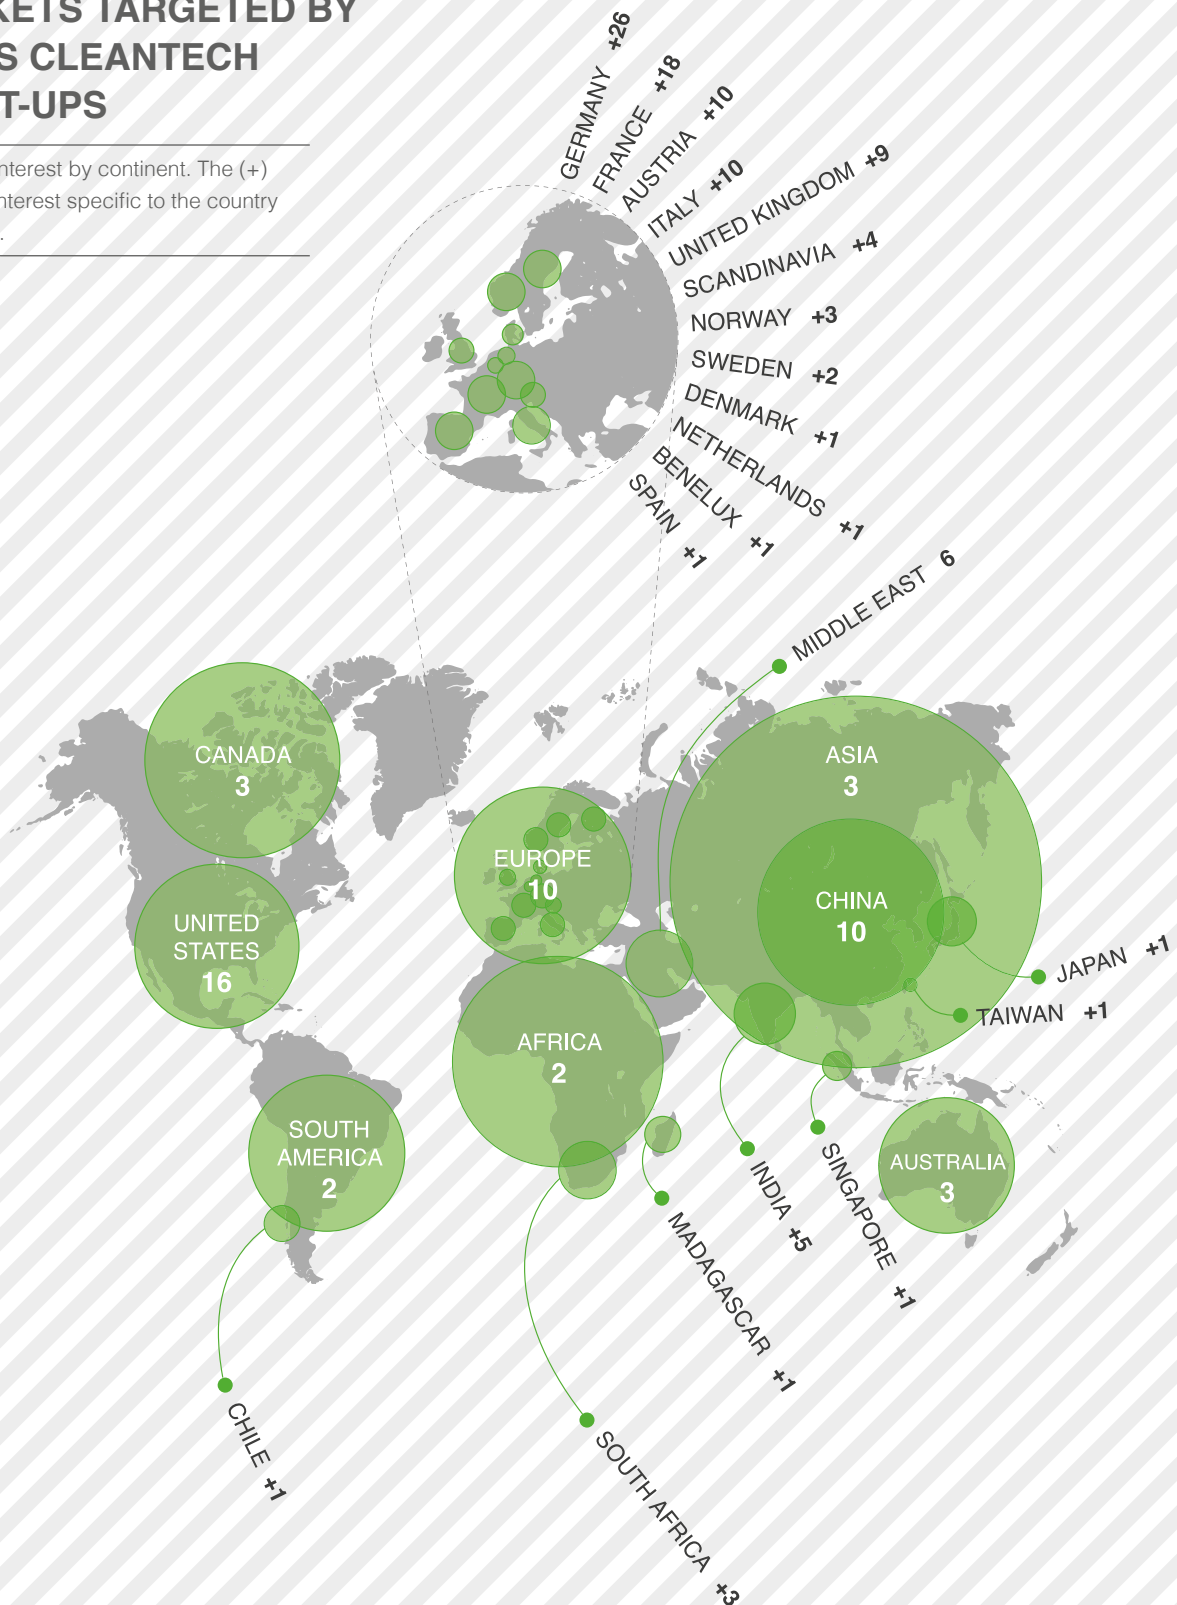 KETS TARGETED BY
S CLEANTECH
T-UPS
nterest by continent. The (+)
nterest specific to the country
.
GERMANY +26
FRANCE +18
AUSTRIA +10
ITALY +10
UNITED KINGDOM +9
SCANDINAVIA +4
NORWAY +3
SWEDEN +2
DENMARK +1
NETHERLANDS +1
BENELUX +1
SPAIN +1
MIDDLE EAST 6
CANADA
3
ASIA
3
EUROPE
10
CHINA
10
UNITED
STATES
16
JAPAN +1
TAIWAN +1
AFRICA
2
SOUTH
AMERICA
2
AUSTRALIA
3
INDIA +5
SINGAPORE +1
MADAGASCAR +1
CHILE +1
SOUTH AFRICA +3